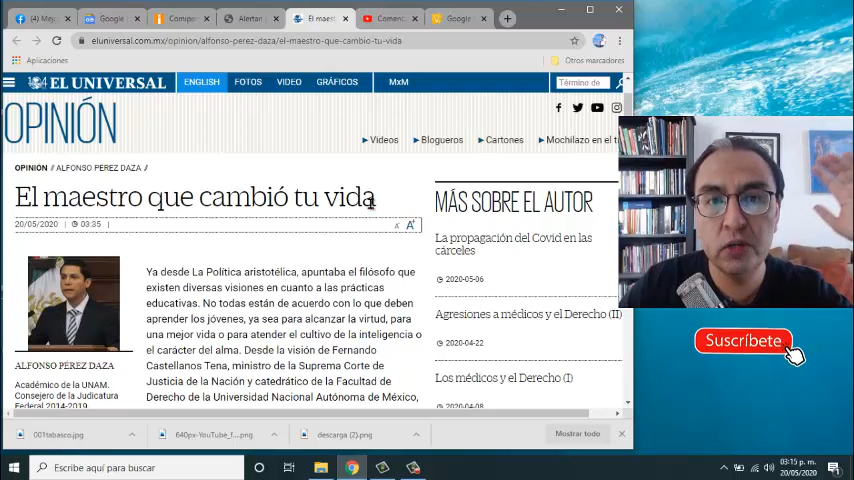 (4) Mejo
Google
Comiper
Alertan
El maest
Comenc
Google
eluniversal.com.mx/opinion/alfonso-perez-daza/el-maestro-que-cambio-tu-vida
Aplicaciones
Otros marcadores
EL UNIVERSAL
ENGLISH
FOTOS
VIDEO
GRÁFICOS
MxM
Término de
OPINIÓN
Videos
Blogueros
Cartones
Mochilazo en el ti
OPINIÓN // ALFONSO PEREZ DAZA /
El maestro que cambió tu vida
20/05/2020 | 03:35 |
A A+
Ya desde La Política aristotélica, apuntaba el filósofo que
existen diversas visiones en cuanto a las prácticas
educativas. No todas están de acuerdo con lo que deben
aprender los jóvenes, ya sea para alcanzar la virtud, para
una mejor vida o para atender el cultivo de la inteligencia o
el carácter del alma. Desde la visión de Fernando
Castellanos Tena, ministro de la Suprema Corte de
Justicia de la Nación y catedrático de la Facultad de
Derecho de la Universidad Nacional Autónoma de México,
ALFONSO PÉREZ DAZA
Académico de la UNAM.
Consejero de la Judicatura
Federal 2014-2019
MÁS SOBRE EL AUTOR
La propagación del Covid en las
cárceles
2020-05-06
Agresiones a médicos y el Derecho (II)
2020-04-22
Los médicos y el Derecho (I)
2020-04-08
Suscríbete
001tabasco.jpg
640px-YouTube_f....png
descarga (2).png
Mostrar todo
Escribe aquí para buscar
03:15 p. m.
20/05/2020